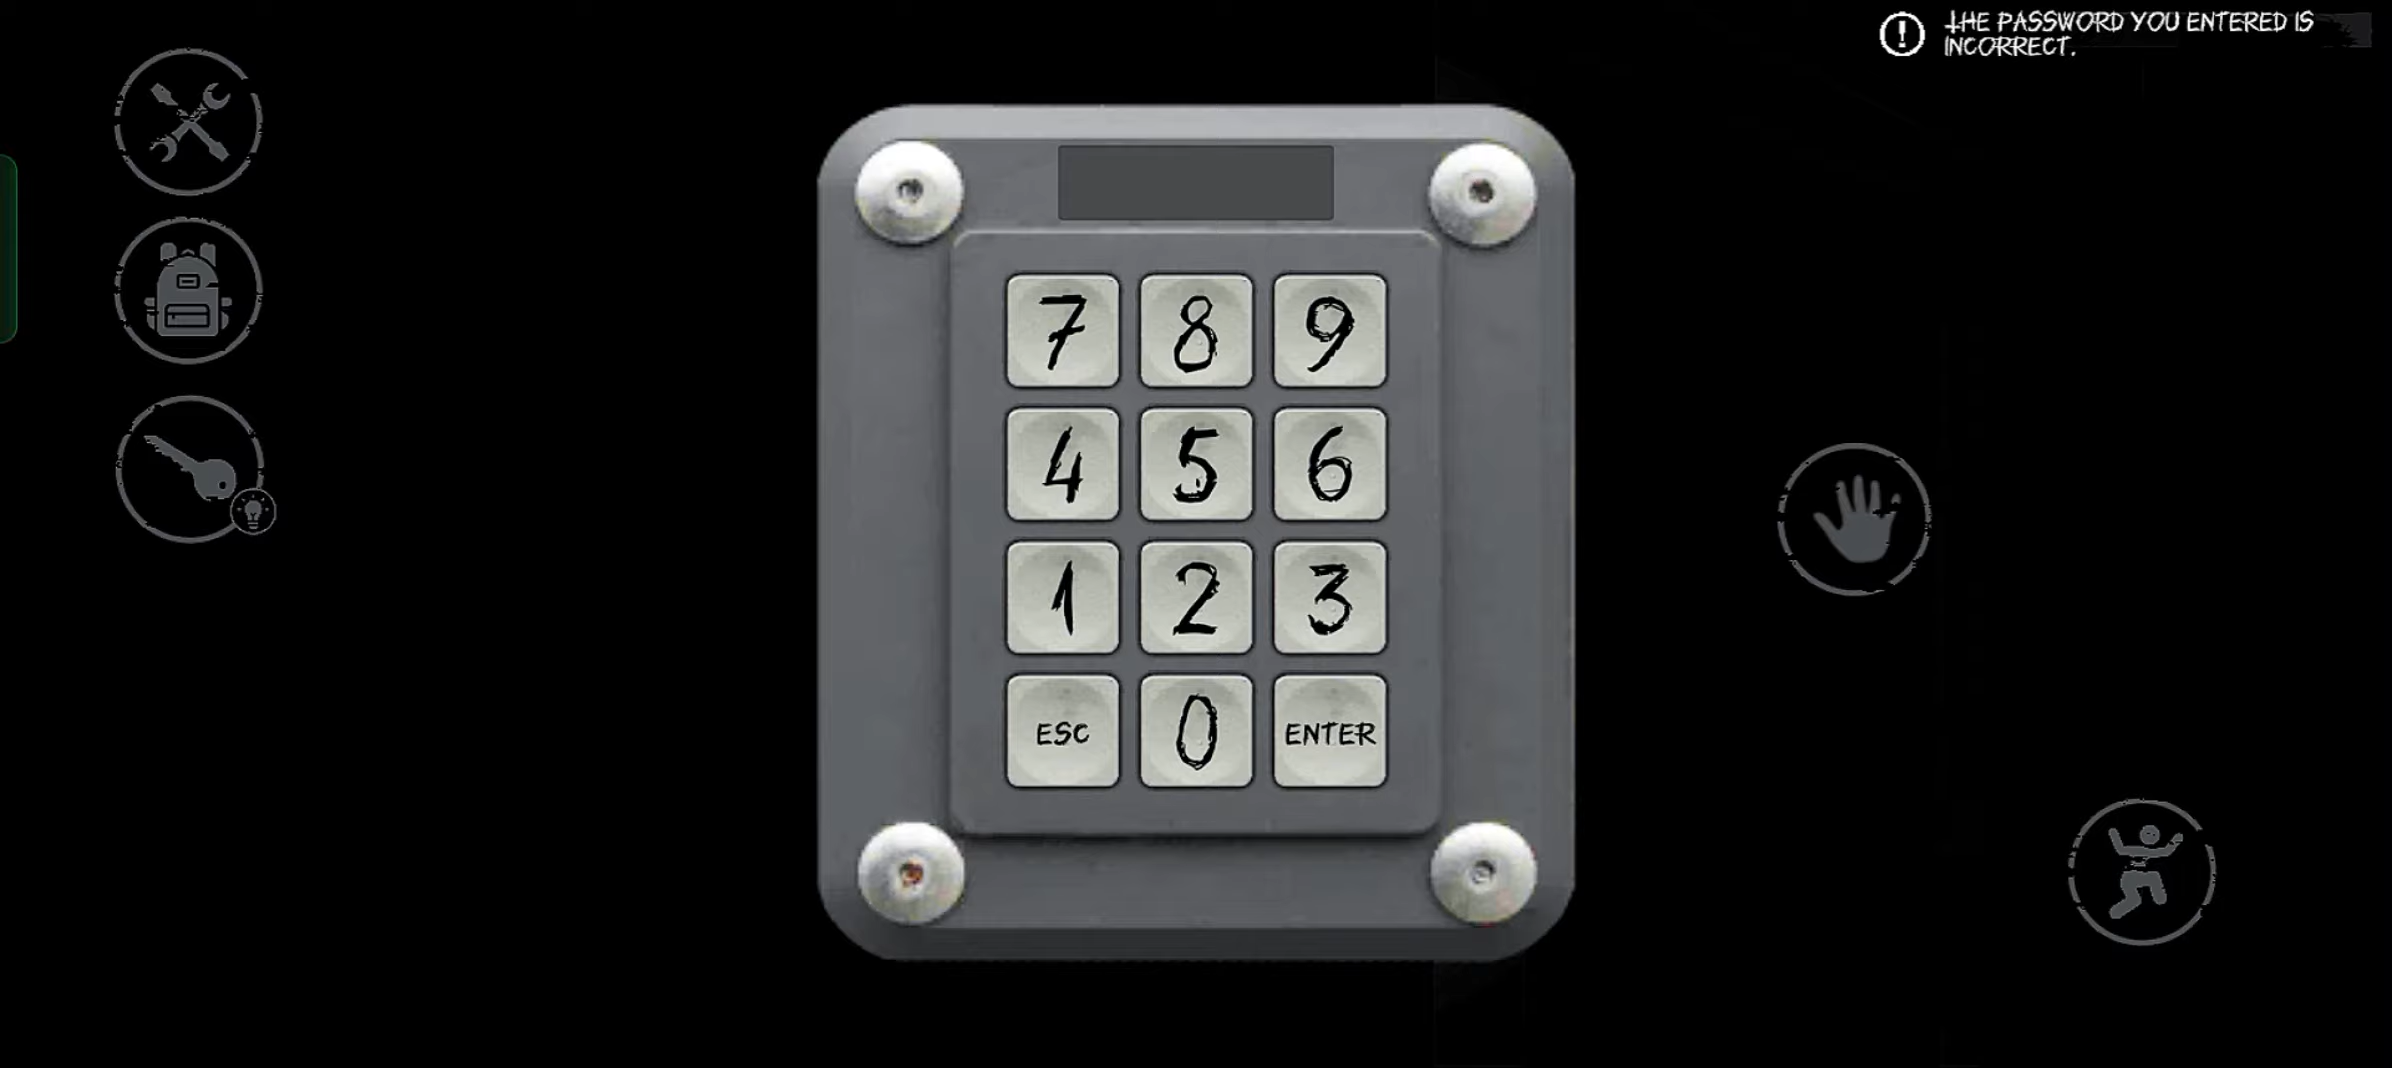 THE PASSWORD YOU ENTERED IS
INCORRECT.
7 8 9
4 5 6
1 2 3
ESC 0 ENTER